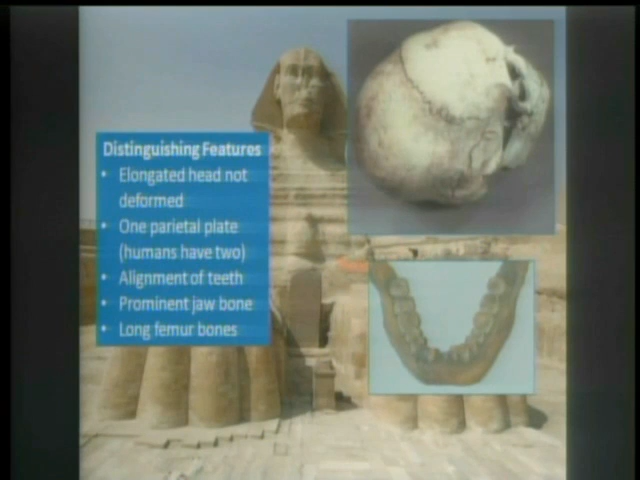 Distinguishing Features
• Elongated head not
deformed
• One parietal plate
(humans have two)
• Alignment of teeth
• Prominent jaw bone
• Long femur bones